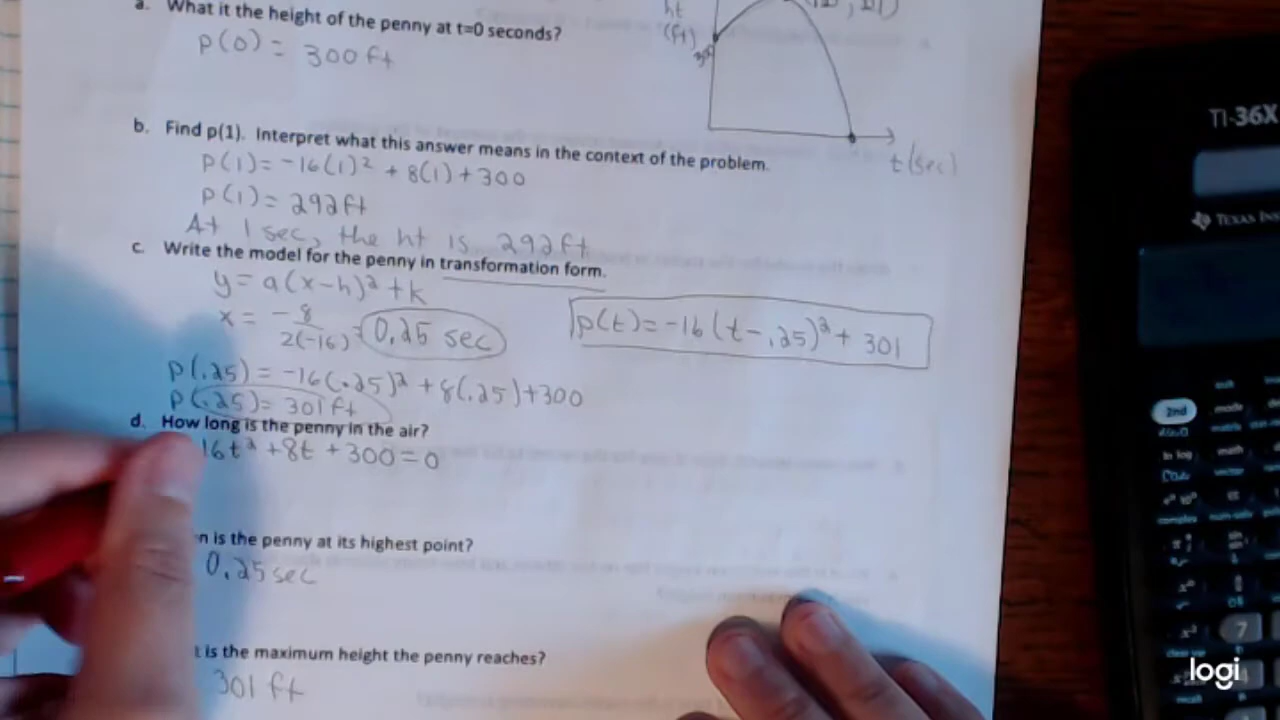 a. What it the height of the penny at t=0 seconds?
p(0) = 300 ft
ht
(ft)
300
b. Find p(1). Interpret what this answer means in the context of the problem.
p(1) = -16(1)² + 8(1) + 300
p(1) = 292 ft
At 1 sec, the ht is 292 ft
t(sec)
c. Write the model for the penny in transformation form.
y = a(x-h)² + k
x = -8
2(-16) = 0.25 sec
p(t) = -16(t-.25)² + 301
p(.25) = -16(.25)² + 8(.25) + 300
p(.25) = 301 ft
d. How long is the penny in the air?
16t² + 8t + 300 = 0
n is the penny at its highest point?
0.25 sec
t is the maximum height the penny reaches?
301 ft
TI-36X
TEXAS INS
2nd
mode
math
7
logi